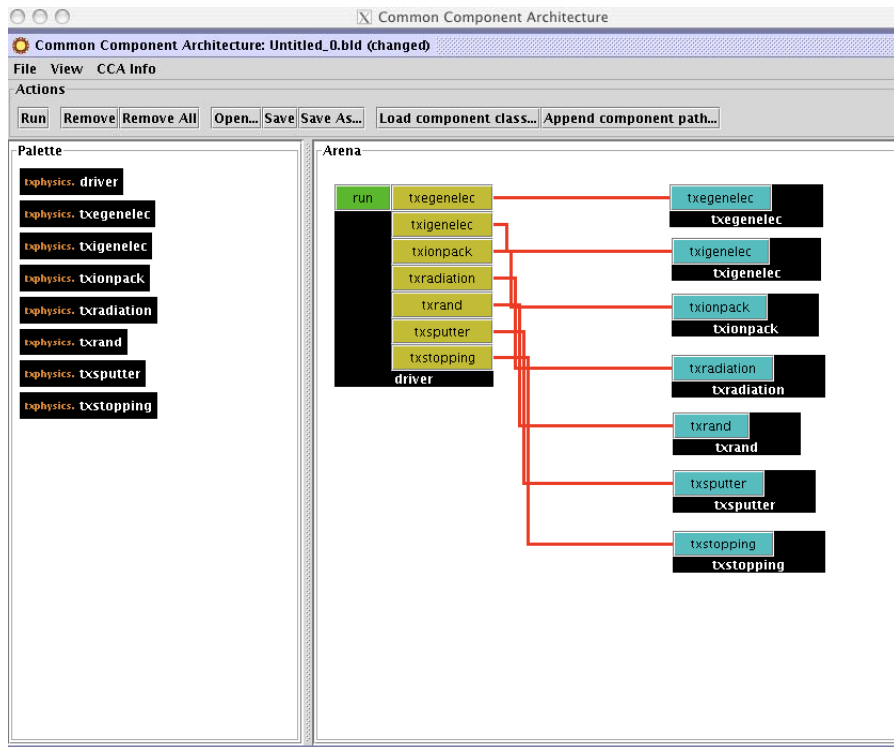 Common Component Architecture
Common Component Architecture: Untitled_0.bld (changed)
File View CCA Info
Actions
Run Remove Remove All Open... Save Save As... Load component class... Append component path...
Palette
txphysics. driver
txphysics. txegenelec
txphysics. txigenelec
txphysics. txionpack
txphysics. txradiation
txphysics. txrand
txphysics. txsputter
txphysics. txstopping
Arena
run txegenelec
txigenelec
txionpack
txradiation
txrand
txsputter
txstopping
driver
txegenelec
txegenelec
txigenelec
txigenelec
txionpack
txionpack
txradiation
txradiation
txrand
txrand
txsputter
txsputter
txstopping
txstopping